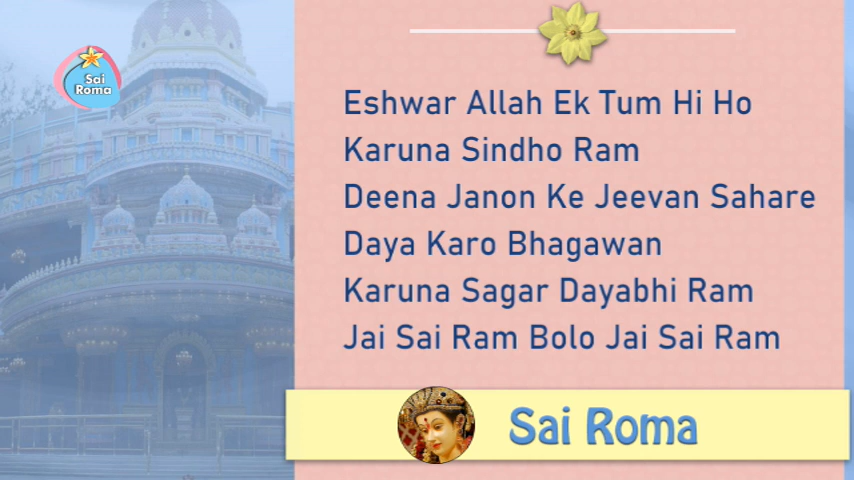 Sai
Roma
Eshwar Allah Ek Tum Hi Ho
Karuna Sindho Ram
Deena Janon Ke Jeevan Sahare
Daya Karo Bhagawan
Karuna Sagar Dayabhi Ram
Jai Sai Ram Bolo Jai Sai Ram
Sai Roma